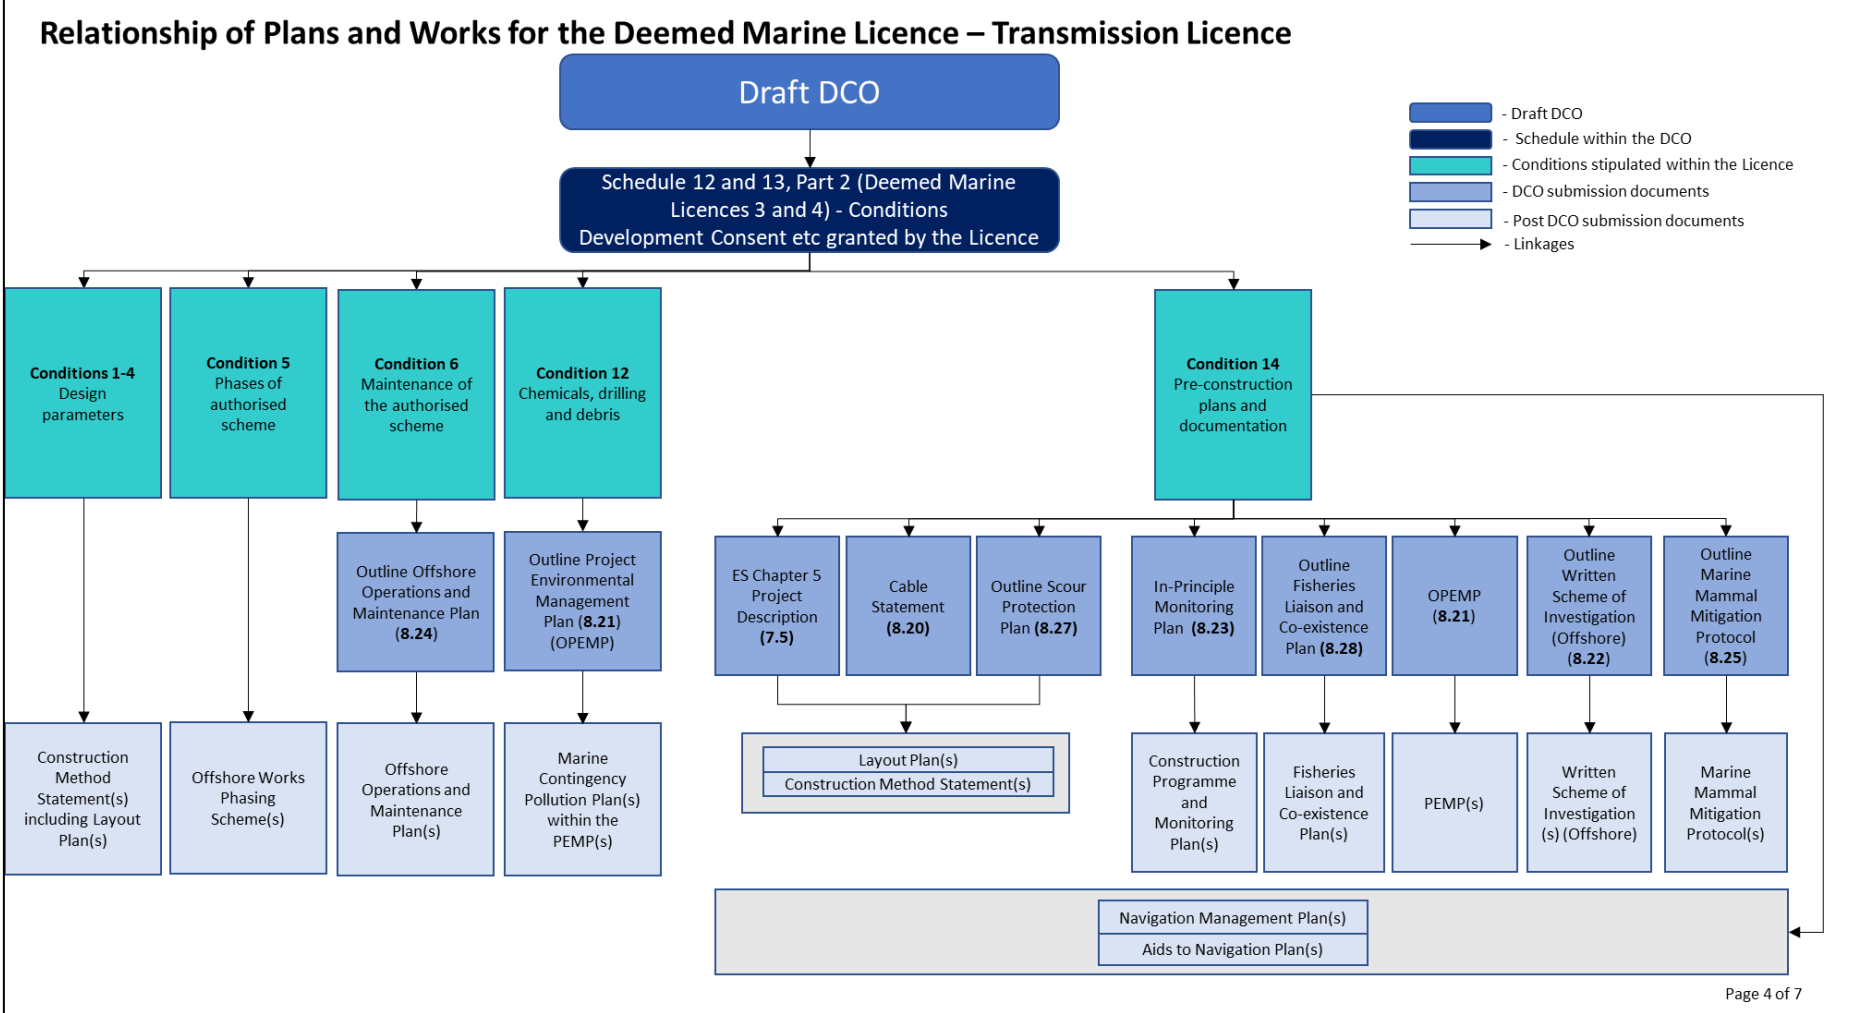 Relationship of Plans and Works for the Deemed Marine Licence – Transmission Licence
Draft DCO
- Draft DCO
- Schedule within the DCO
- Conditions stipulated within the Licence
- DCO submission documents
- Post DCO submission documents
- Linkages
Schedule 12 and 13, Part 2 (Deemed Marine
Licences 3 and 4) - Conditions
Development Consent etc granted by the Licence
Conditions 1-4
Design
parameters
Condition 5
Phases of
authorised
scheme
Condition 6
Maintenance of
the authorised
scheme
Condition 12
Chemicals, drilling
and debris
Condition 14
Pre-construction
plans and
documentation
Outline Offshore
Operations and
Maintenance Plan
(8.24)
Outline Project
Environmental
Management
Plan (8.21)
(OPEMP)
ES Chapter 5
Project
Description
(7.5)
Cable
Statement
(8.20)
Outline Scour
Protection
Plan (8.27)
In-Principle
Monitoring
Plan (8.23)
Outline
Fisheries
Liaison and
Co-existence
Plan (8.28)
OPEMP
(8.21)
Outline
Written
Scheme of
Investigation
(Offshore)
(8.22)
Outline
Marine
Mammal
Mitigation
Protocol
(8.25)
Construction
Method
Statement(s)
including Layout
Plan(s)
Offshore Works
Phasing
Scheme(s)
Offshore
Operations and
Maintenance
Plan(s)
Marine
Contingency
Pollution Plan(s)
within the
PEMP(s)
Layout Plan(s)
Construction Method Statement(s)
Construction
Programme
and
Monitoring
Plan(s)
Fisheries
Liaison and
Co-existence
Plan(s)
PEMP(s)
Written
Scheme of
Investigation
(s) (Offshore)
Marine
Mammal
Mitigation
Protocol(s)
Navigation Management Plan(s)
Aids to Navigation Plan(s)
Page 4 of 7